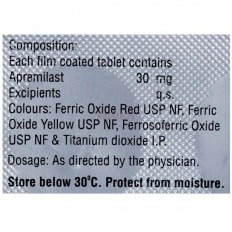 Composition:
Each film coated tablet contains
Apremilast 30 mg
Excipients q.s.
Colours: Ferric Oxide Red USP NF, Ferric
Oxide Yellow USP NF, Ferrosoferric Oxide
USP NF & Titanium dioxide I.P.
Dosage: As directed by the physician.
Store below 30°C. Protect from moisture.